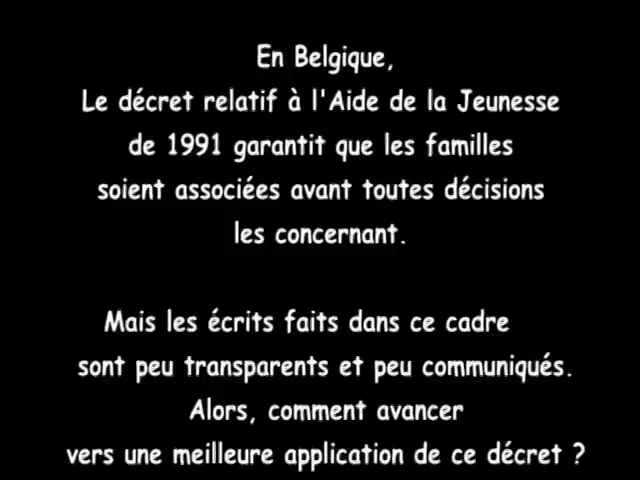 En Belgique,
Le décret relatif à l'Aide de la Jeunesse
de 1991 garantit que les familles
soient associées avant toutes décisions
les concernant.
Mais les écrits faits dans ce cadre
sont peu transparents et peu communiqués.
Alors, comment avancer
vers une meilleure application de ce décret ?